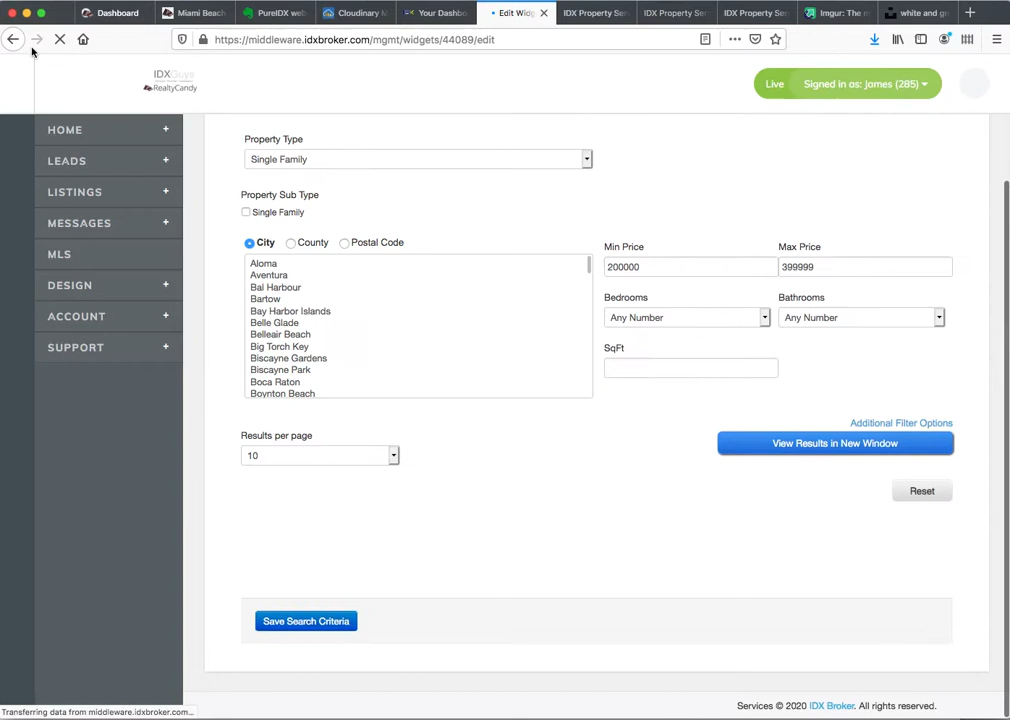 Dashboard
Miami Beach
PureIDX web
Cloudinary M
Your Dashbo
Edit Widg
IDX Property Serv
IDX Property Ser
IDX Property Ser
Imgur: The m
white and gr
https://middleware.idxbroker.com/mgmt/widgets/44089/edit
IDXGuys
RealtyCandy
Live
Signed in as: James (285)
HOME +
LEADS +
LISTINGS +
MESSAGES +
MLS
DESIGN +
ACCOUNT +
SUPPORT +
Property Type
Single Family
Property Sub Type
Single Family
City
County
Postal Code
Aloma
Aventura
Bal Harbour
Bartow
Bay Harbor Islands
Belle Glade
Belleair Beach
Big Torch Key
Biscayne Gardens
Biscayne Park
Boca Raton
Boynton Beach
Min Price
Max Price
200000
399999
Bedrooms
Bathrooms
Any Number
Any Number
SqFt
Additional Filter Options
View Results in New Window
Results per page
10
Reset
Save Search Criteria
Services © 2020 IDX Broker. All rights reserved.
Transferring data from middleware.idxbroker.com...